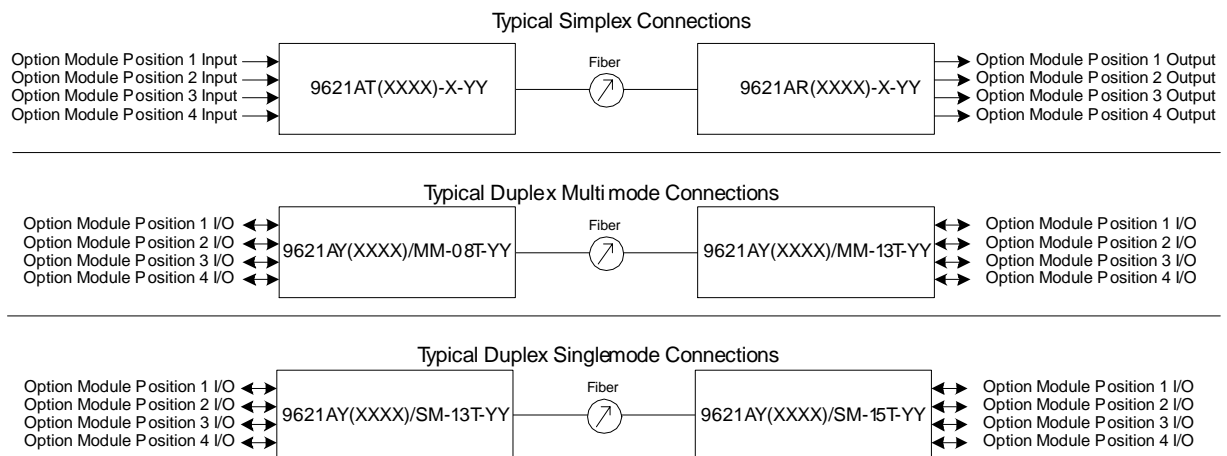 Typical Simplex Connections
Option Module Position 1 Input
Option Module Position 2 Input
Option Module Position 3 Input
Option Module Position 4 Input
9621AT(XXXX)-X-YY
Fiber
9621AR(XXXX)-X-YY
Option Module Position 1 Output
Option Module Position 2 Output
Option Module Position 3 Output
Option Module Position 4 Output
Typical Duplex Multimode Connections
Option Module Position 1 I/O
Option Module Position 2 I/O
Option Module Position 3 I/O
Option Module Position 4 I/O
9621AY(XXXX)/MM-08T-YY
Fiber
9621AY(XXXX)/MM-13T-YY
Option Module Position 1 I/O
Option Module Position 2 I/O
Option Module Position 3 I/O
Option Module Position 4 I/O
Typical Duplex Singlemode Connections
Option Module Position 1 I/O
Option Module Position 2 I/O
Option Module Position 3 I/O
Option Module Position 4 I/O
9621AY(XXXX)/SM-13T-YY
Fiber
9621AY(XXXX)/SM-15T-YY
Option Module Position 1 I/O
Option Module Position 2 I/O
Option Module Position 3 I/O
Option Module Position 4 I/O